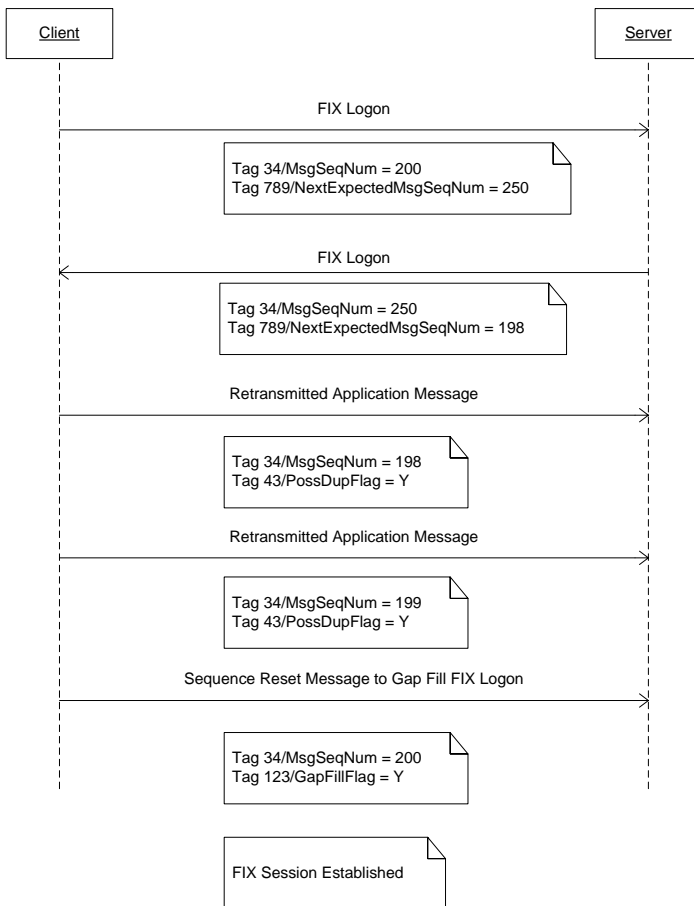 Client
Server
FIX Logon
Tag 34/MsgSeqNum = 200
Tag 789/NextExpectedMsgSeqNum = 250
FIX Logon
Tag 34/MsgSeqNum = 250
Tag 789/NextExpectedMsgSeqNum = 198
Retransmitted Application Message
Tag 34/MsgSeqNum = 198
Tag 43/PossDupFlag = Y
Retransmitted Application Message
Tag 34/MsgSeqNum = 199
Tag 43/PossDupFlag = Y
Sequence Reset Message to Gap Fill FIX Logon
Tag 34/MsgSeqNum = 200
Tag 123/GapFillFlag = Y
FIX Session Established